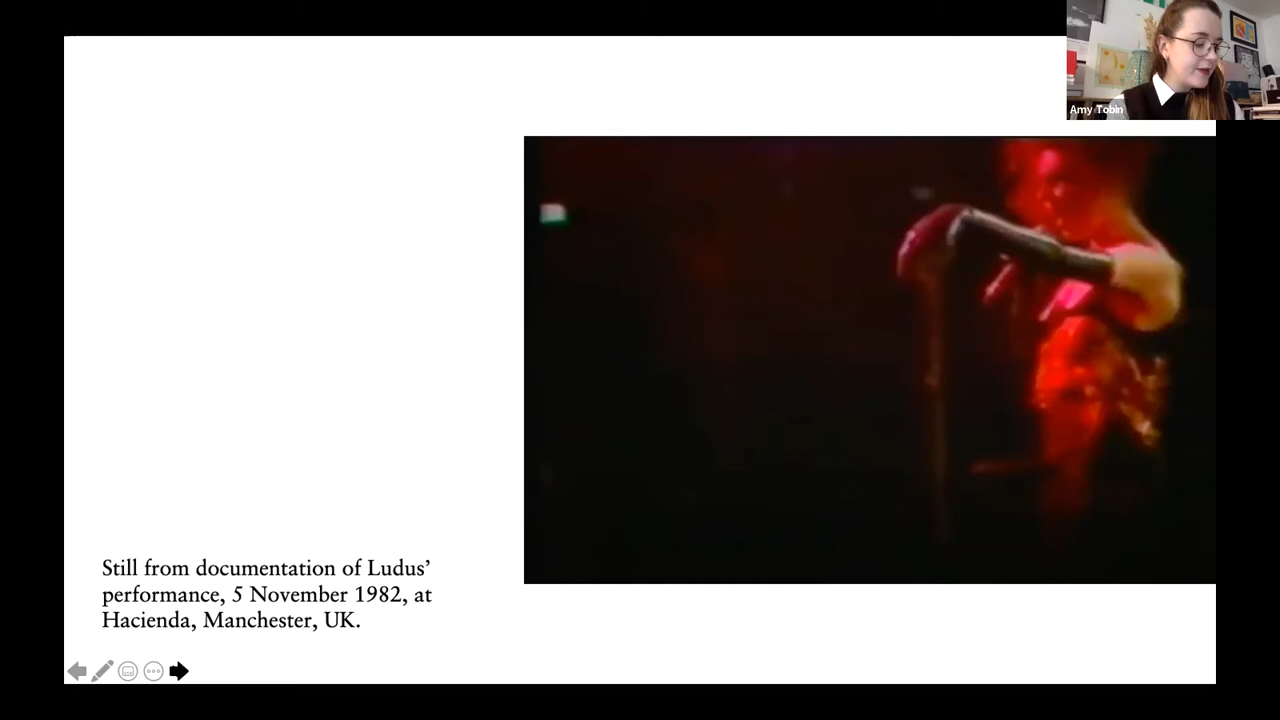 Amy Tobin
Still from documentation of Ludus’
performance, 5 November 1982, at
Hacienda, Manchester, UK.